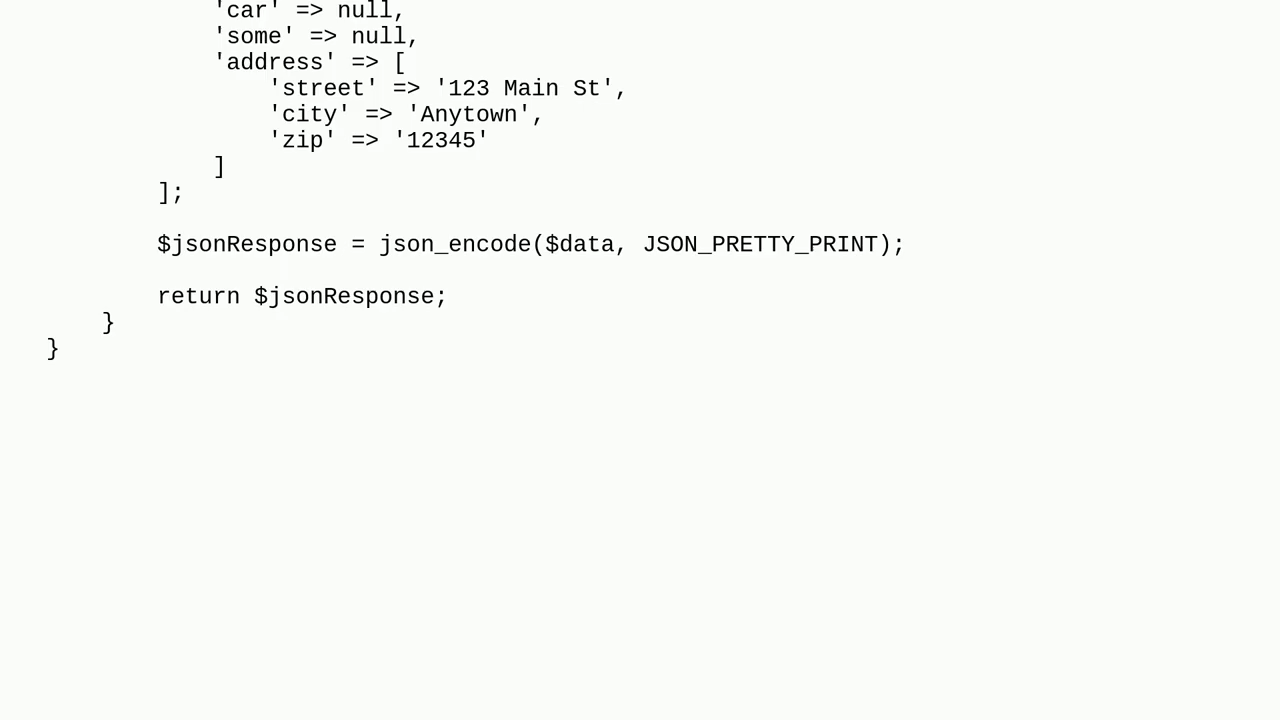 'car' => null,
'some' => null,
'address' => [
'street' => '123 Main St',
'city' => 'Anytown',
'zip' => '12345'
]
];
$jsonResponse = json_encode($data, JSON_PRETTY_PRINT);
return $jsonResponse;
}
}